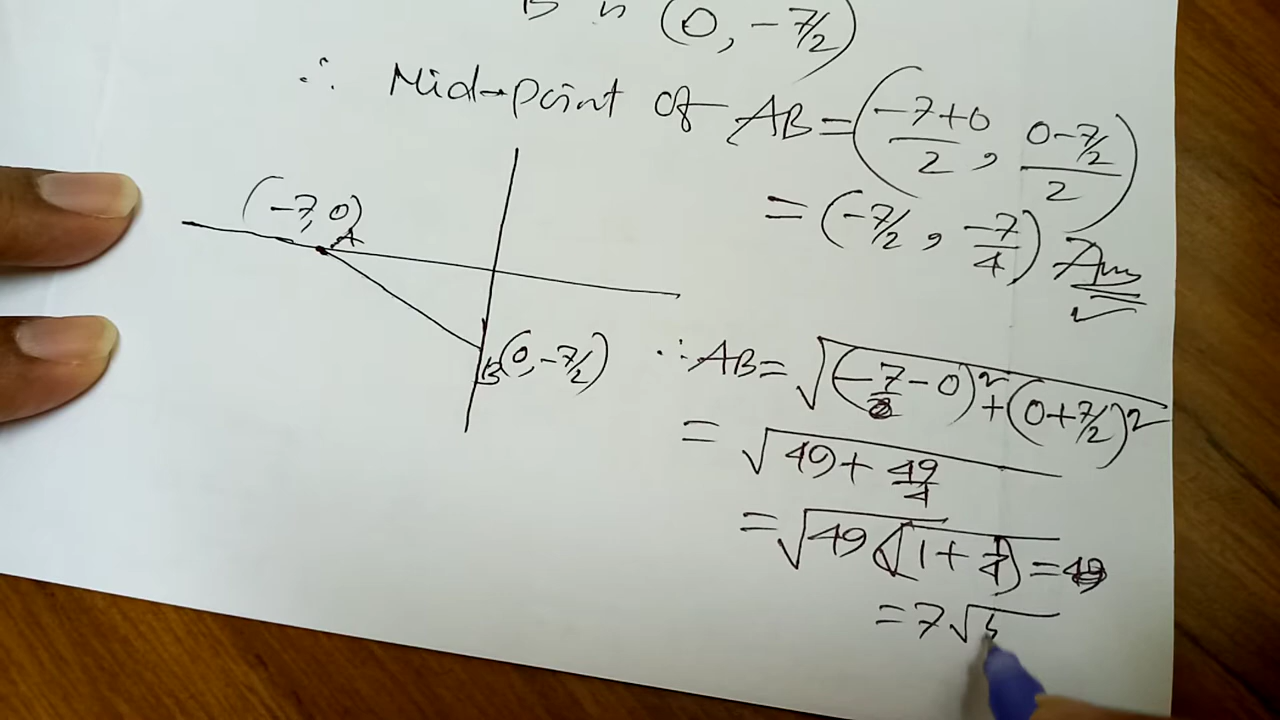 B is (0, -7/2)
∴ Mid-point of AB = (-7+0/2, 0-7/2/2)
= (-7/2, -7/4) Ans
(-7, 0)
A
B(0, -7/2)
∴ AB = √(-7-0)² + (0+7/2)²
= √49 + 49/4
= √49 (√1 + 1/4) =
= 7√5